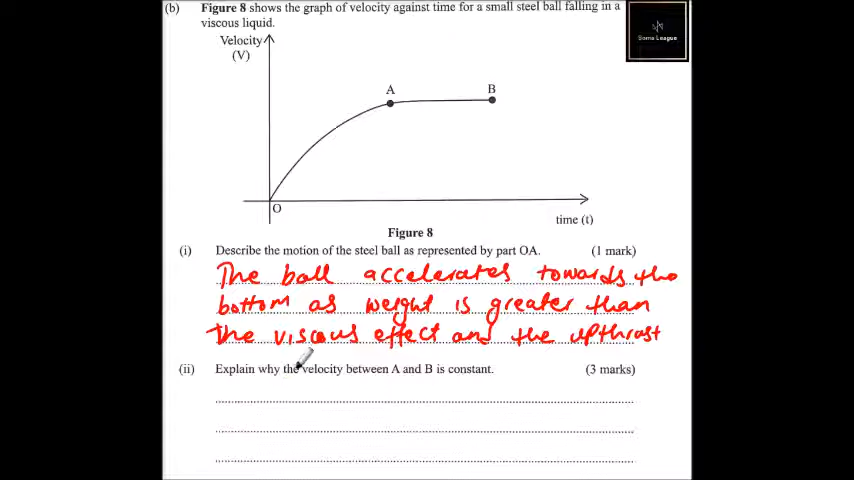 (b) Figure 8 shows the graph of velocity against time for a small steel ball falling in a
viscous liquid.
Soma League
Velocity
(V)
A
B
O
time (t)
Figure 8
(i) Describe the motion of the steel ball as represented by part OA. (1 mark)
The ball accelerates towards the
bottom as weight is greater than
the viscous effect and the upthrust
(ii) Explain why the velocity between A and B is constant. (3 marks)